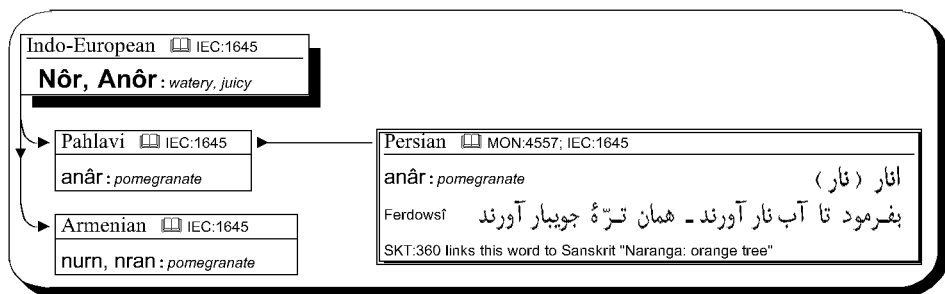 Indo-European IEC:1645
Nôr, Anôr : watery, juicy
Pahlavi IEC:1645
anâr : pomegranate
Armenian IEC:1645
nurn, nran : pomegranate
Persian MON:4557; IEC:1645
anâr : pomegranate انار (نار)
Ferdowsî بفـرمود تا آب نار آورند ـ همان تـرّهٔ جویبار آورند
SKT:360 links this word to Sanskrit "Naranga: orange tree"